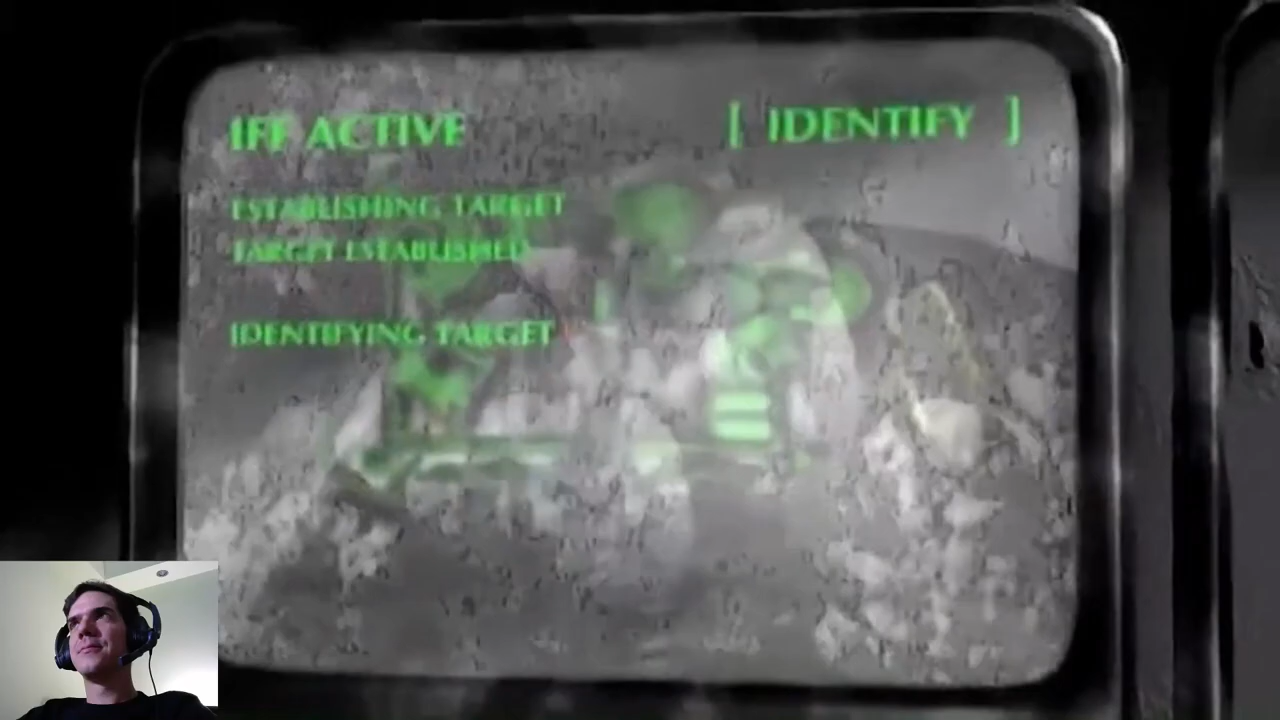 IFF ACTIVE
[ IDENTIFY ]
ESTABLISHING TARGET
TARGET ESTABLISHED
IDENTIFYING TARGET